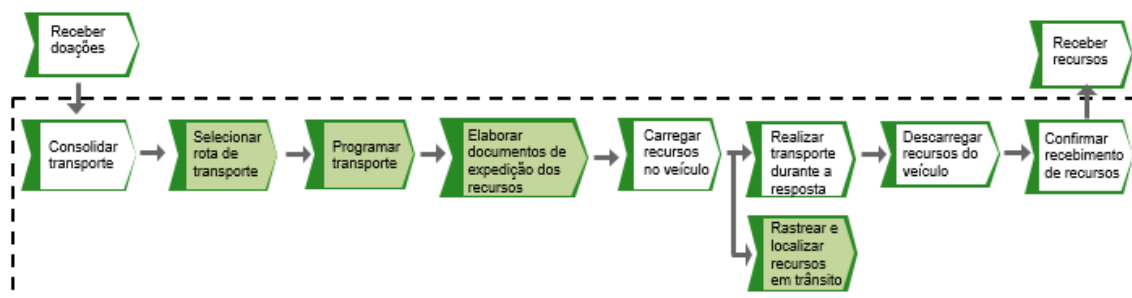 Receber
doações
Receber
recursos
Consolidar
transporte
Selecionar
rota de
transporte
Programar
transporte
Elaborar
documentos de
expedição dos
recursos
Carregar
recursos
no veículo
Realizar
transporte
durante a
resposta
Descarregar
recursos do
veículo
Confirmar
recebimento
de recursos
Rastrear e
localizar
recursos
em trânsito